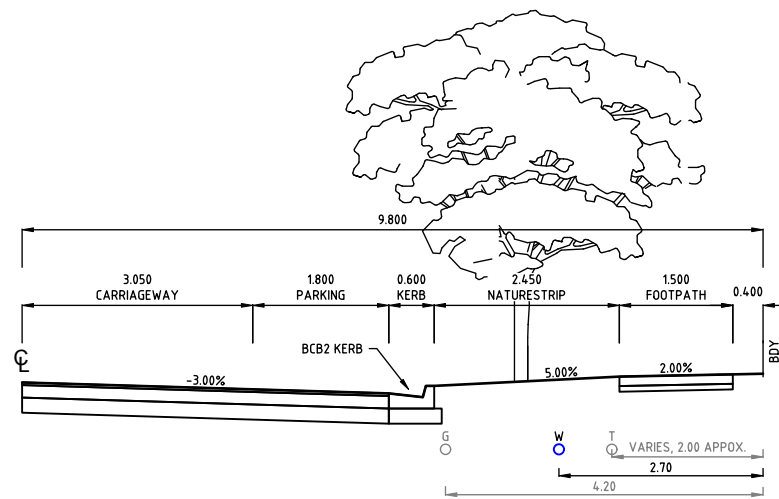 9.800
3.050
CARRIAGEWAY
1.800
PARKING
0.600
KERB
2.450
NATURESTRIP
1.500
FOOTPATH
0.400
BDY
BCB2 KERB
CL
-3.00%
5.00%
2.00%
G
W
T
VARIES, 2.00 APPOX.
2.70
4.20